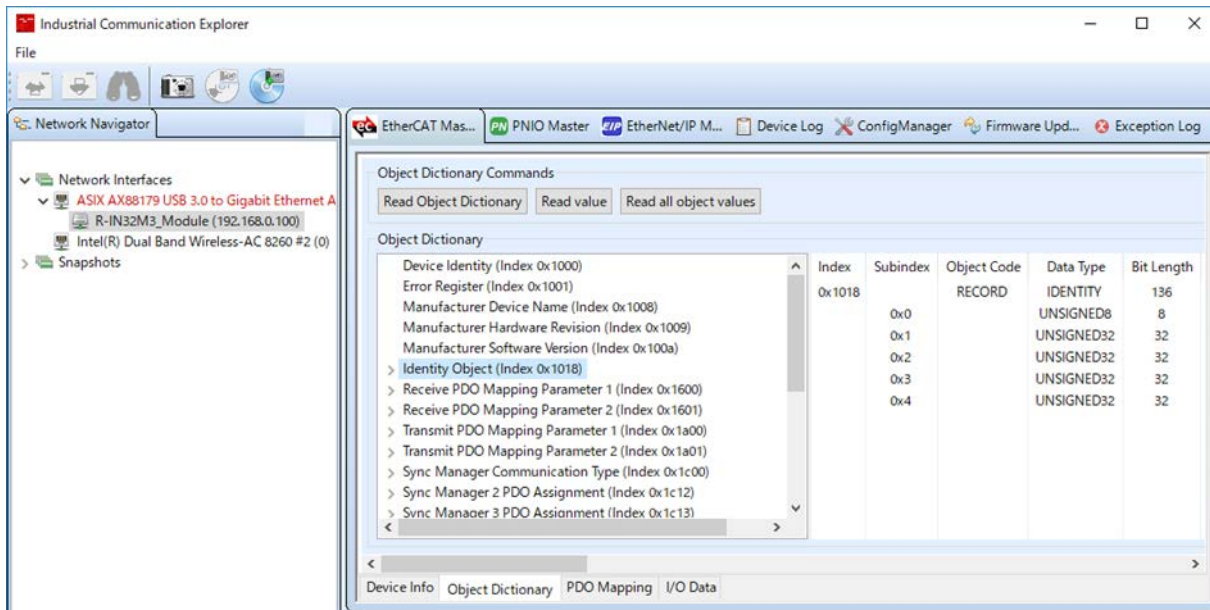 Industrial Communication Explorer
File
Network Navigator
Network Interfaces
ASIX AX88179 USB 3.0 to Gigabit Ethernet A
R-IN32M3_Module (192.168.0.100)
Intel(R) Dual Band Wireless-AC 8260 #2 (0)
Snapshots
EtherCAT Mas... PNIO Master EtherNet/IP M... Device Log ConfigManager Firmware Upd... Exception Log
Object Dictionary Commands
Read Object Dictionary Read value Read all object values
Object Dictionary
Device Identity (Index 0x1000)
Error Register (Index 0x1001)
Manufacturer Device Name (Index 0x1008)
Manufacturer Hardware Revision (Index 0x1009)
Manufacturer Software Version (Index 0x100a)
Identity Object (Index 0x1018)
Receive PDO Mapping Parameter 1 (Index 0x1600)
Receive PDO Mapping Parameter 2 (Index 0x1601)
Transmit PDO Mapping Parameter 1 (Index 0x1a00)
Transmit PDO Mapping Parameter 2 (Index 0x1a01)
Sync Manager Communication Type (Index 0x1c00)
Sync Manager 2 PDO Assignment (Index 0x1c12)
Sync Manager 3 PDO Assignment (Index 0x1c13)
Index Subindex Object Code Data Type Bit Length
0x1018 RECORD IDENTITY 136
0x0 UNSIGNED8 8
0x1 UNSIGNED32 32
0x2 UNSIGNED32 32
0x3 UNSIGNED32 32
0x4 UNSIGNED32 32
Device Info Object Dictionary PDO Mapping I/O Data